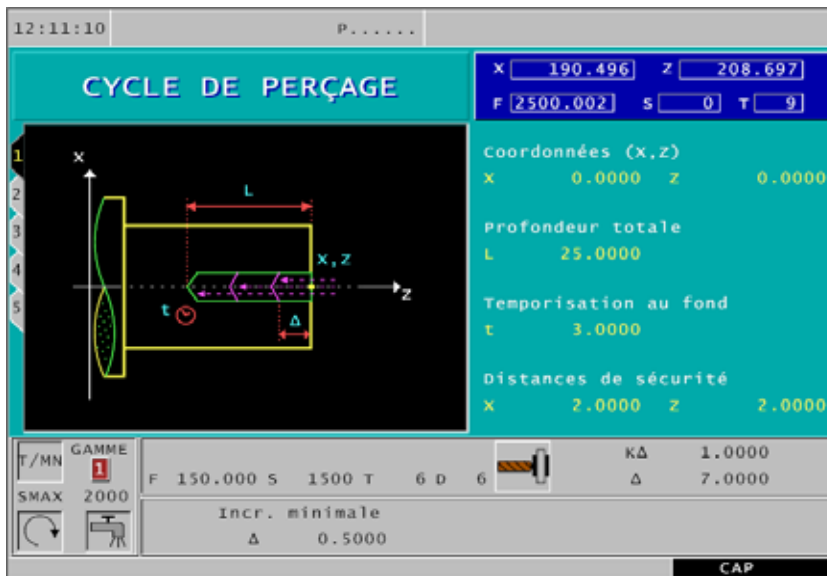 12:11:10 P......
CYCLE DE PERÇAGE
X 190.496 Z 208.697
F 2500.002 S 0 T 9
1
2
3
4
5
X
L
X,Z
Z
t
Δ
Coordonnées (X,Z)
X 0.0000 Z 0.0000
Profondeur totale
L 25.0000
Temporisation au fond
t 3.0000
Distances de sécurité
X 2.0000 Z 2.0000
T/MN GAMME
1
SMAX 2000
F 150.000 S 1500 T 6 D 6
KΔ 1.0000
Δ 7.0000
Incr. minimale
Δ 0.5000
CAP